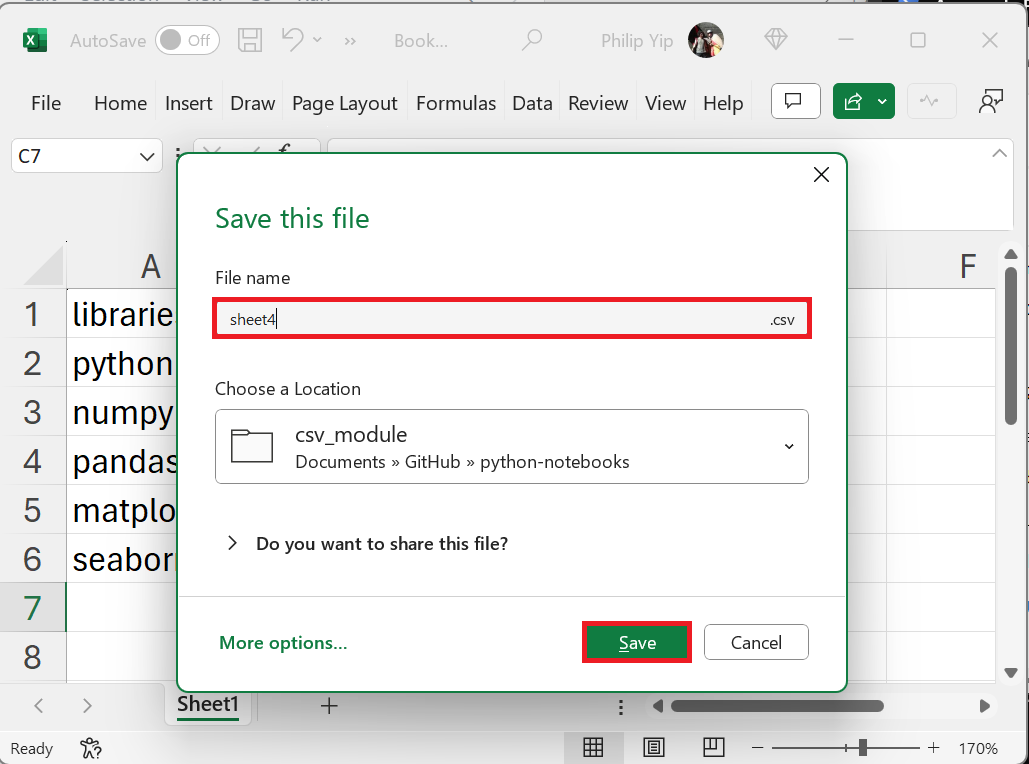 AutoSave Off Book... Philip Yip
File Home Insert Draw Page Layout Formulas Data Review View Help
C7
Save this file
File name
sheet4 .csv
Choose a Location
csv_module
Documents » GitHub » python-notebooks
Do you want to share this file?
More options...
Save Cancel
A F
1 librarie
2 python
3 numpy
4 pandas
5 matplo
6 seabor
7
8
Sheet1
Ready 170%